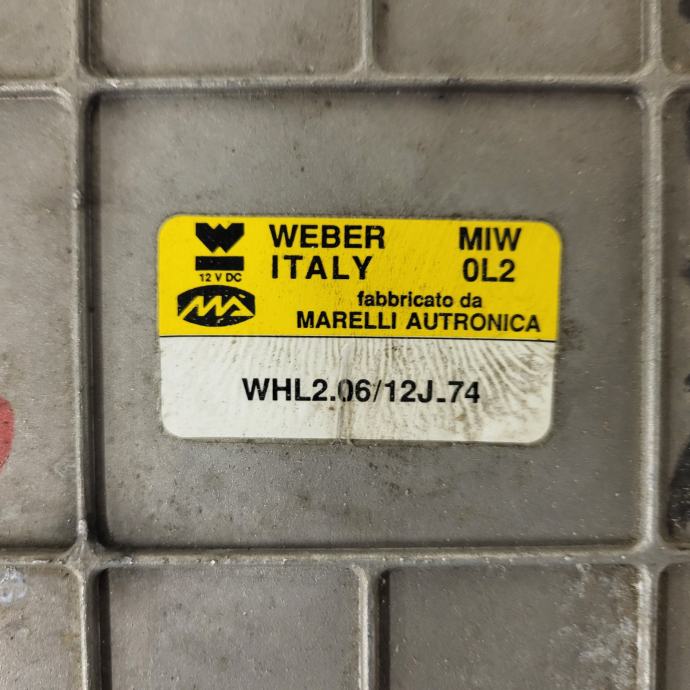 WEBER MIW
ITALY 0L2
12 V DC
fabbricato da
MARELLI AUTRONICA
WHL2.06/12J.74